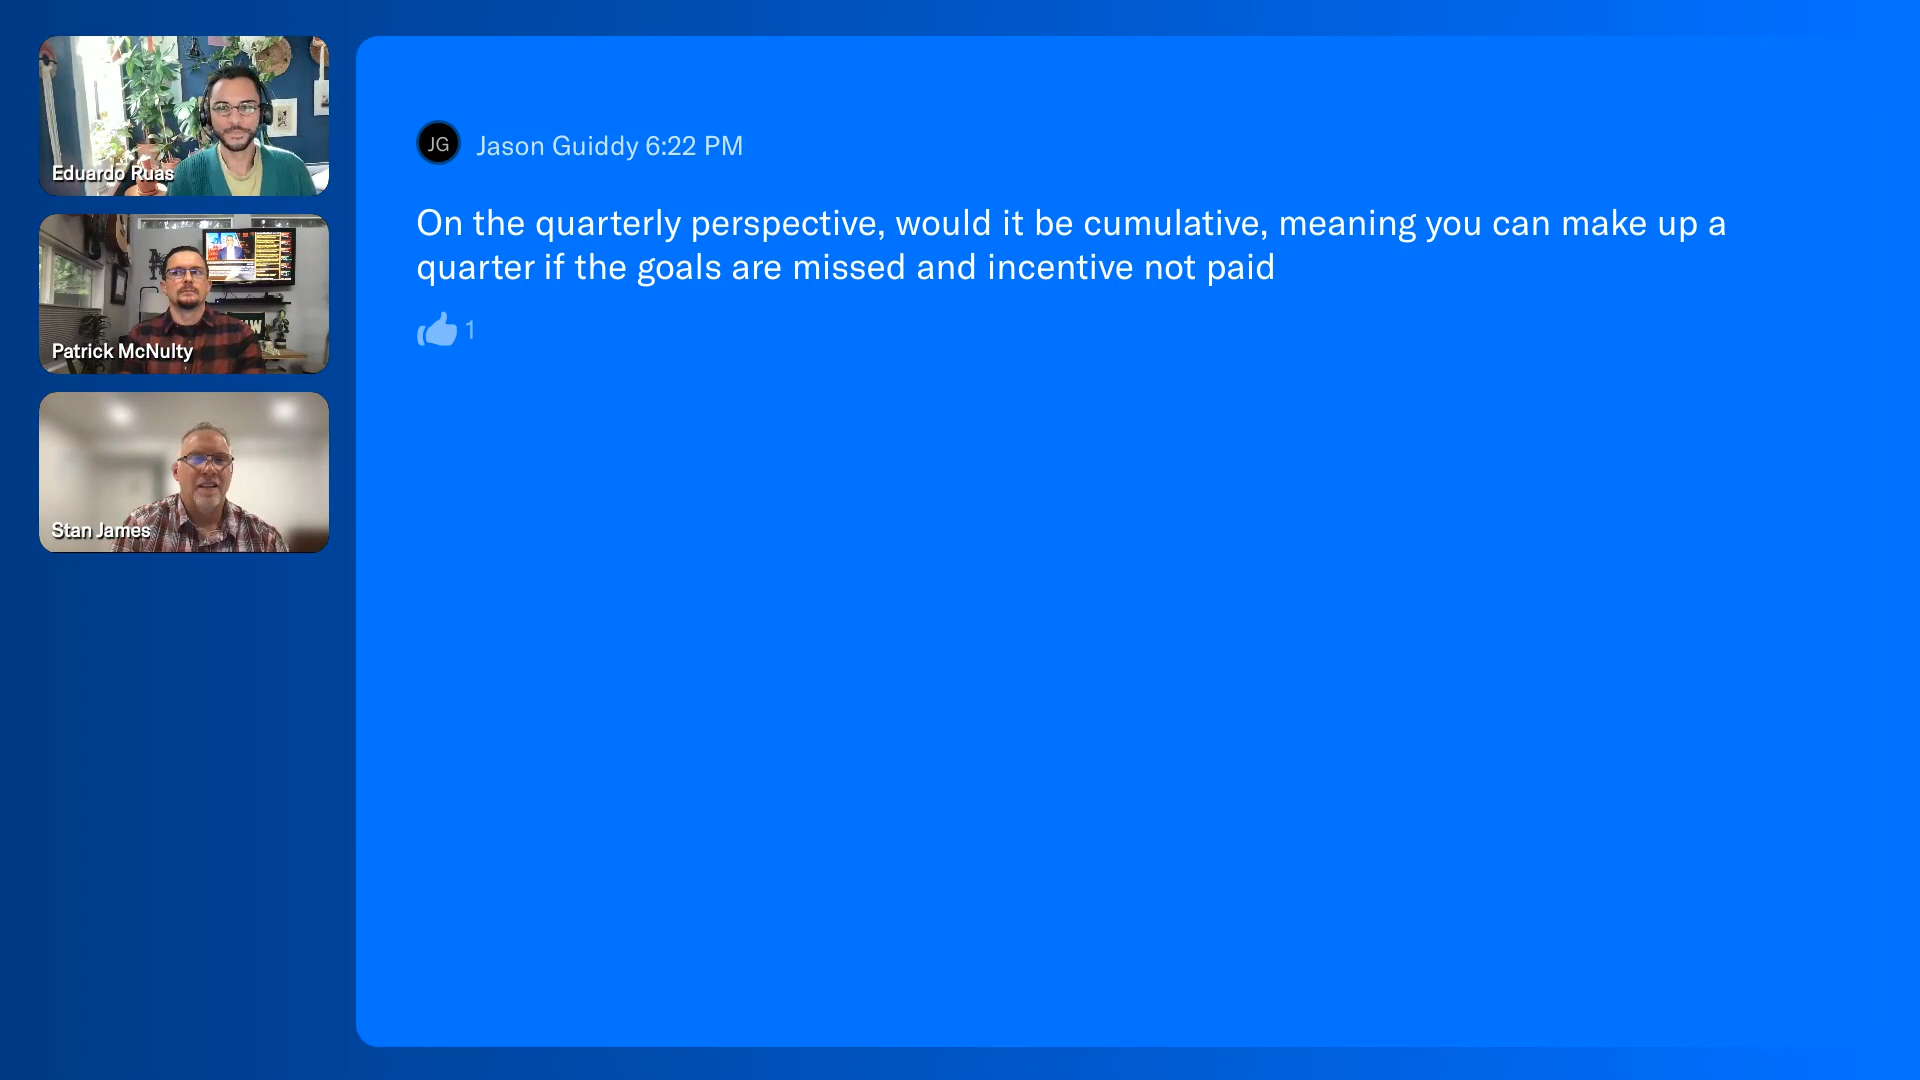 Eduardo Ruas
Patrick McNulty
Stan James
JG
Jason Guiddy 6:22 PM
On the quarterly perspective, would it be cumulative, meaning you can make up a
quarter if the goals are missed and incentive not paid
1